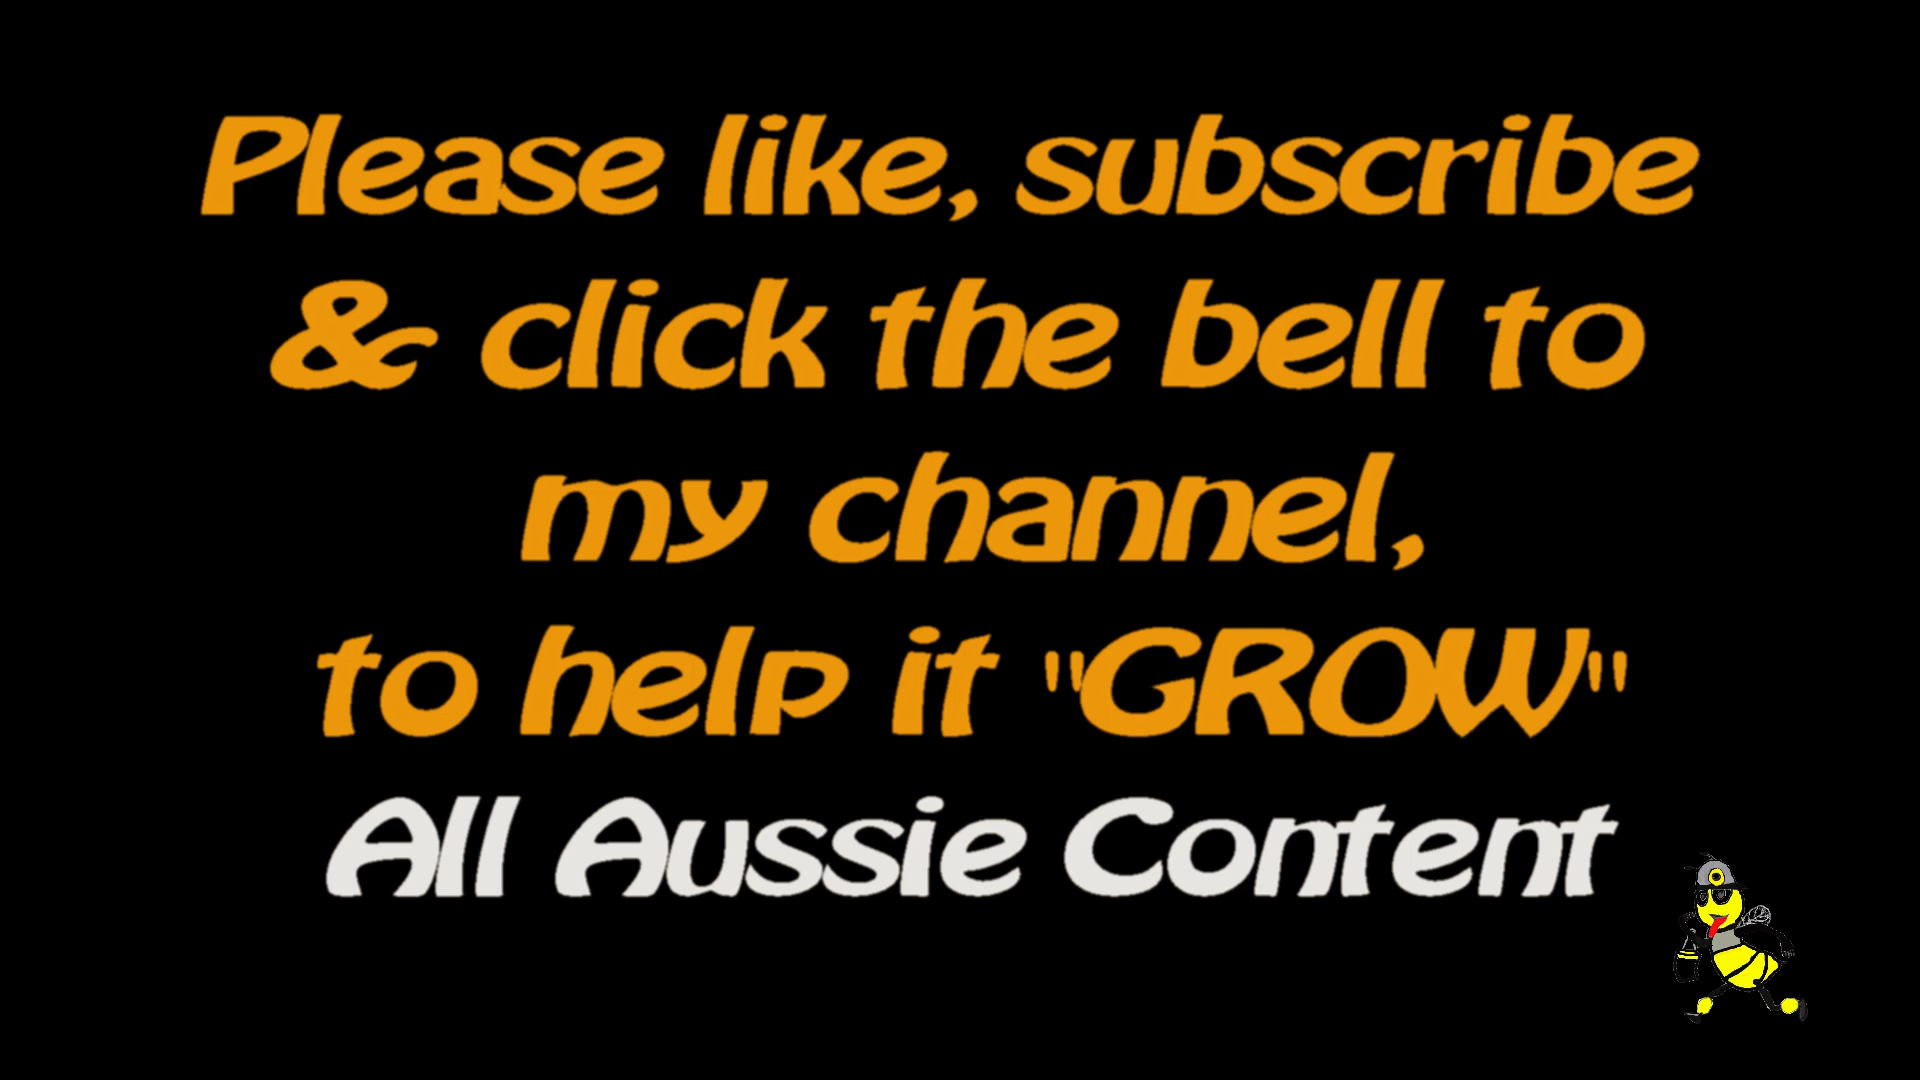 Please like, subscribe
& click the bell to
my channel,
to help it "GROW"
All Aussie Content